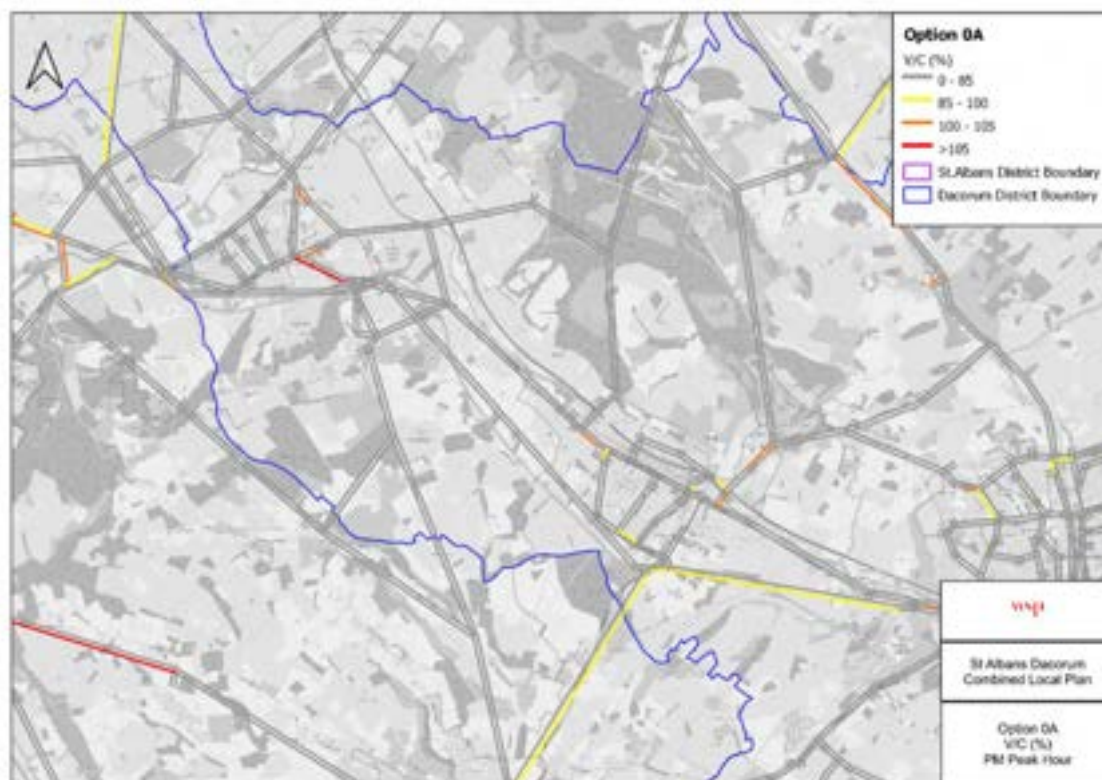 Option 0A
V/C (%)
0 - 85
85 - 100
100 - 105
>105
St.Albans District Boundary
Dacorum District Boundary
St Albans Dacorum
Combined Local Plan
Option 0A
V/C (%)
PM Peak Hour